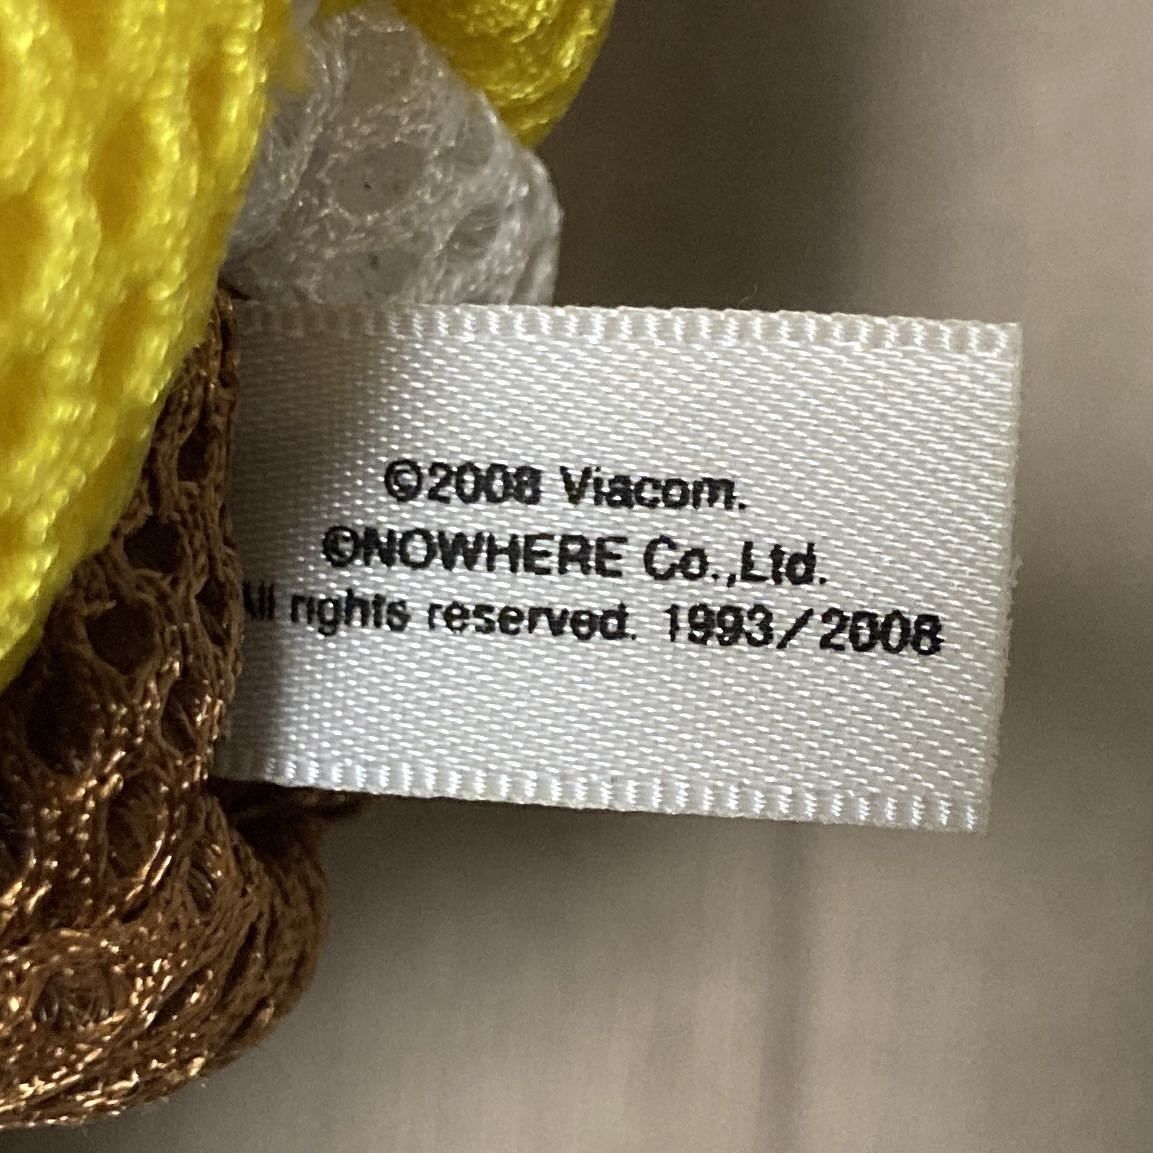 ©2008 Viacom.
©NOWHERE Co.,Ltd.
All rights reserved. 1993/2008